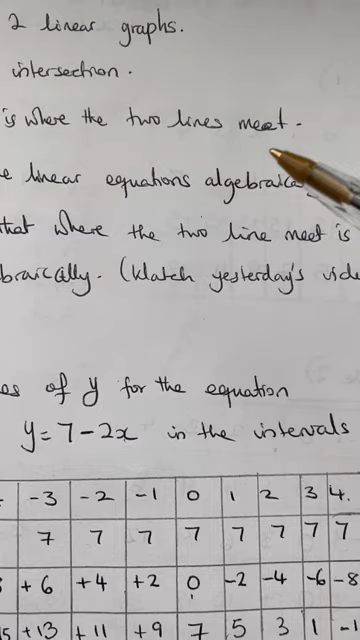 2 linear graphs.
intersection.
is where the two lines meet.
e linear equations algebraica
that where the two line meet is
braically. (Watch yesterday's vide
es of y for the equation
y=7-2x in the intervals
-3 -2 -1 0 1 2 3 4.
7 7 7 7 7 7 7 7
+6 +4 +2 0 -2 -4 -6 -8
+13 +11 +9 7 5 3 1 -1